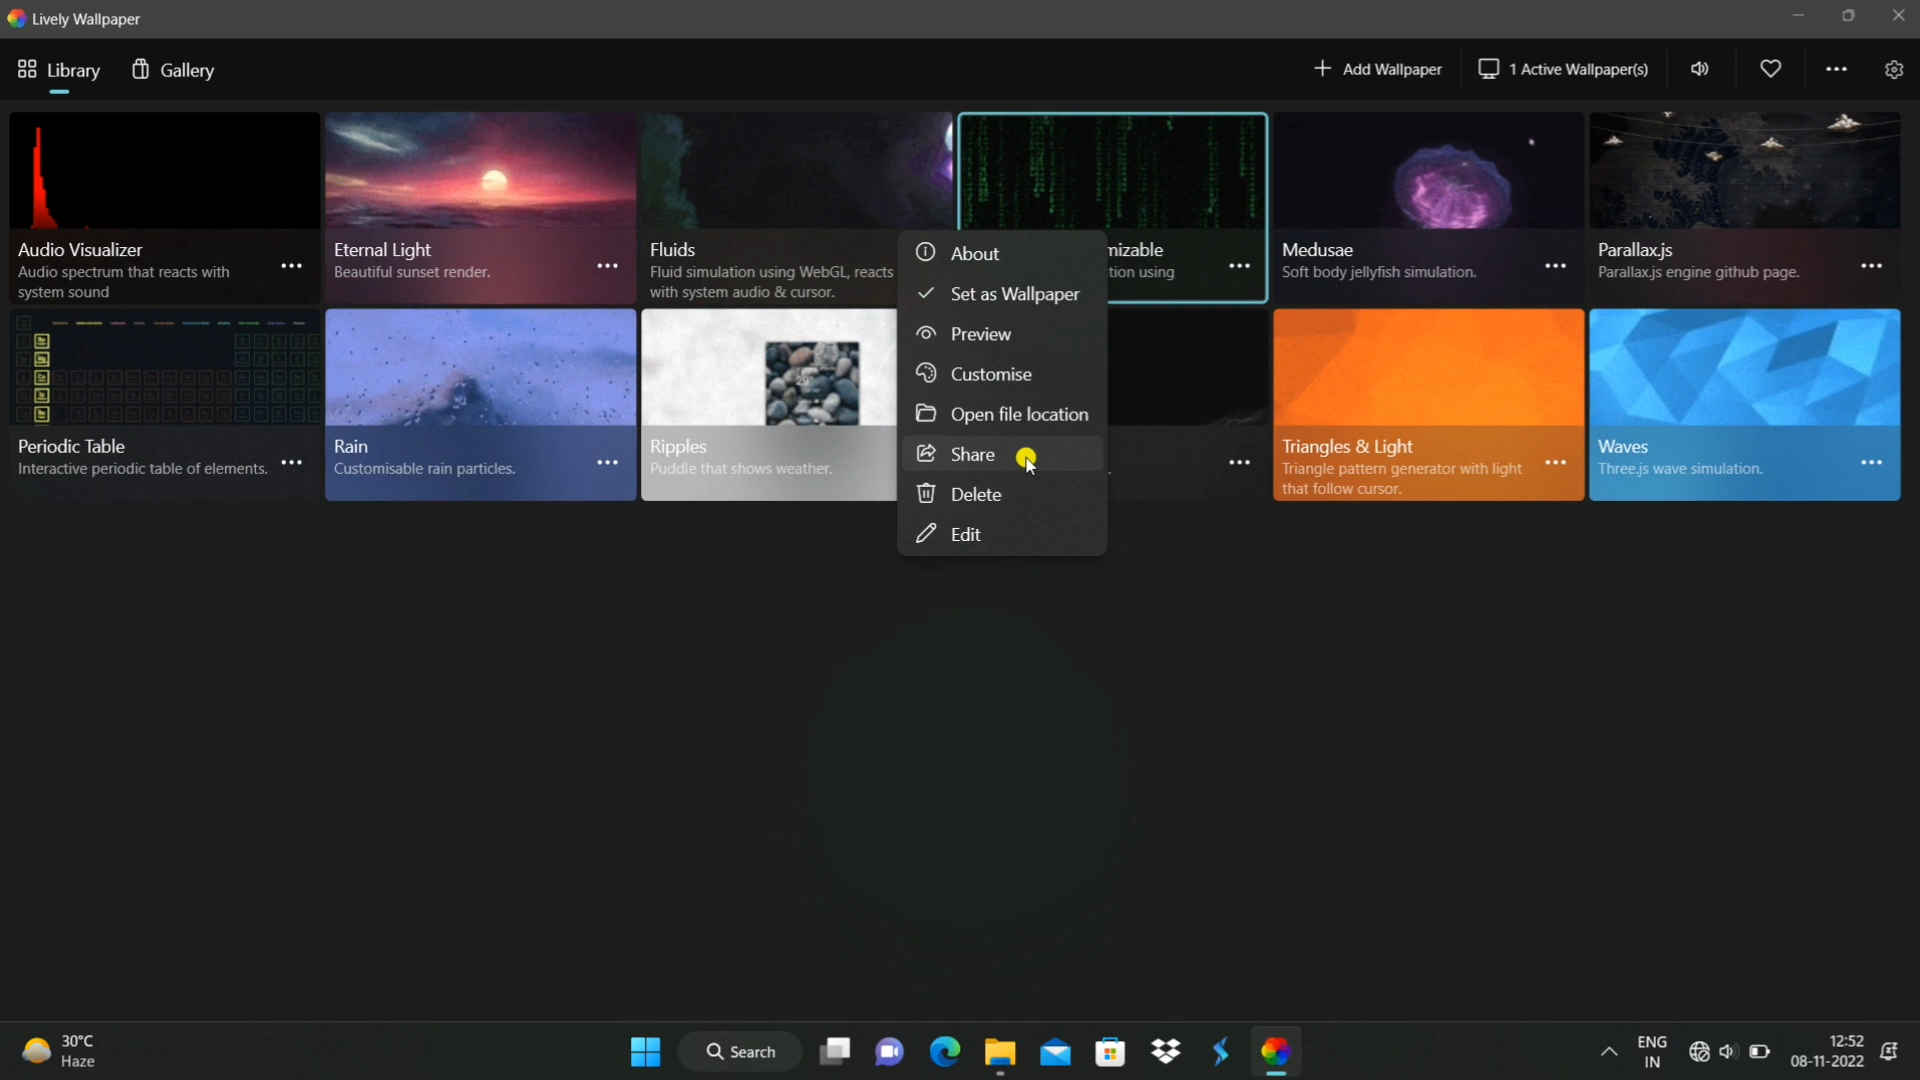 Lively Wallpaper
Library
Gallery
Add Wallpaper
1 Active Wallpaper(s)
Audio Visualizer
Audio spectrum that reacts with
system sound
Eternal Light
Beautiful sunset render.
Fluids
Fluid simulation using WebGL, reacts
with system audio & cursor.
mizable
tion using
Medusae
Soft body jellyfish simulation.
Parallax.js
Parallax.js engine github page.
About
Set as Wallpaper
Preview
Customise
Open file location
Share
Delete
Edit
Periodic Table
Interactive periodic table of elements.
Rain
Customisable rain particles.
Ripples
Puddle that shows weather.
Triangles & Light
Triangle pattern generator with light
that follow cursor.
Waves
Three.js wave simulation.
30°C
Haze
Search
ENG
IN
12:52
08-11-2022